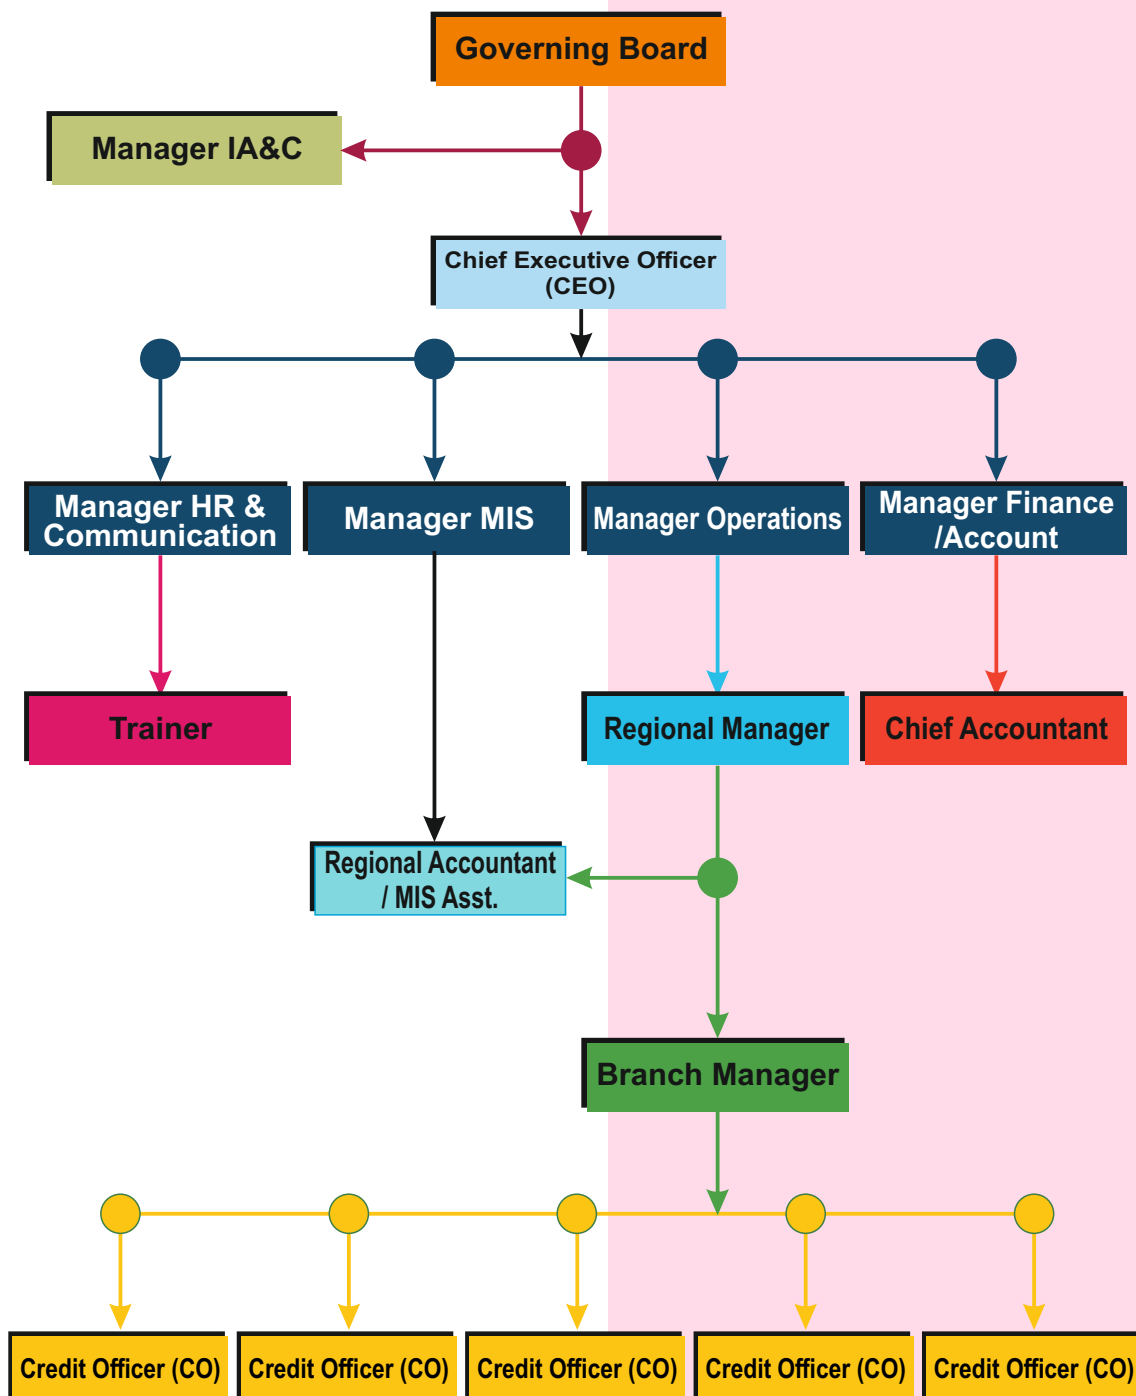 Governing Board
Manager IA&C
Chief Executive Officer
(CEO)
Manager HR &
Communication
Manager MIS
Manager Operations
Manager Finance
/Account
Trainer
Regional Manager
Chief Accountant
Regional Accountant
/ MIS Asst.
Branch Manager
Credit Officer (CO)
Credit Officer (CO)
Credit Officer (CO)
Credit Officer (CO)
Credit Officer (CO)